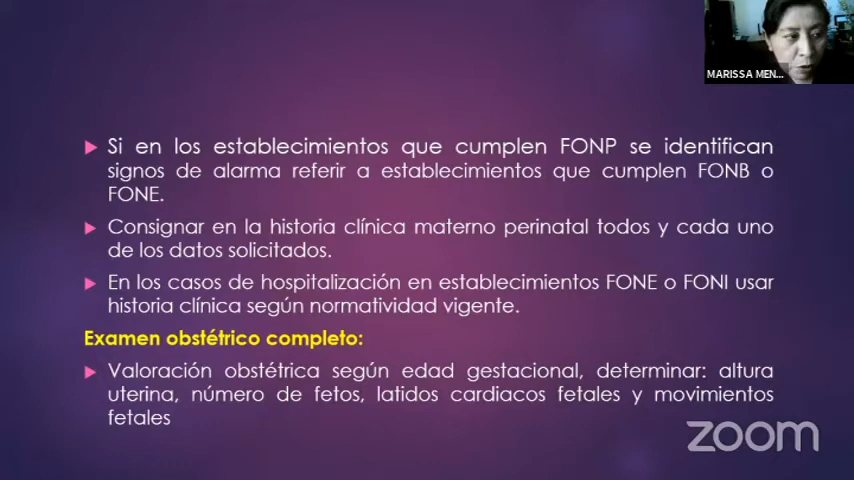 MARISSA MEN...
Si en los establecimientos que cumplen FONP se identifican
signos de alarma referir a establecimientos que cumplen FONB o
FONE.
Consignar en la historia clínica materno perinatal todos y cada uno
de los datos solicitados.
En los casos de hospitalización en establecimientos FONE o FONI usar
historia clínica según normatividad vigente.
Examen obstétrico completo:
Valoración obstétrica según edad gestacional, determinar: altura
uterina, número de fetos, latidos cardiacos fetales y movimientos
fetales
zoom